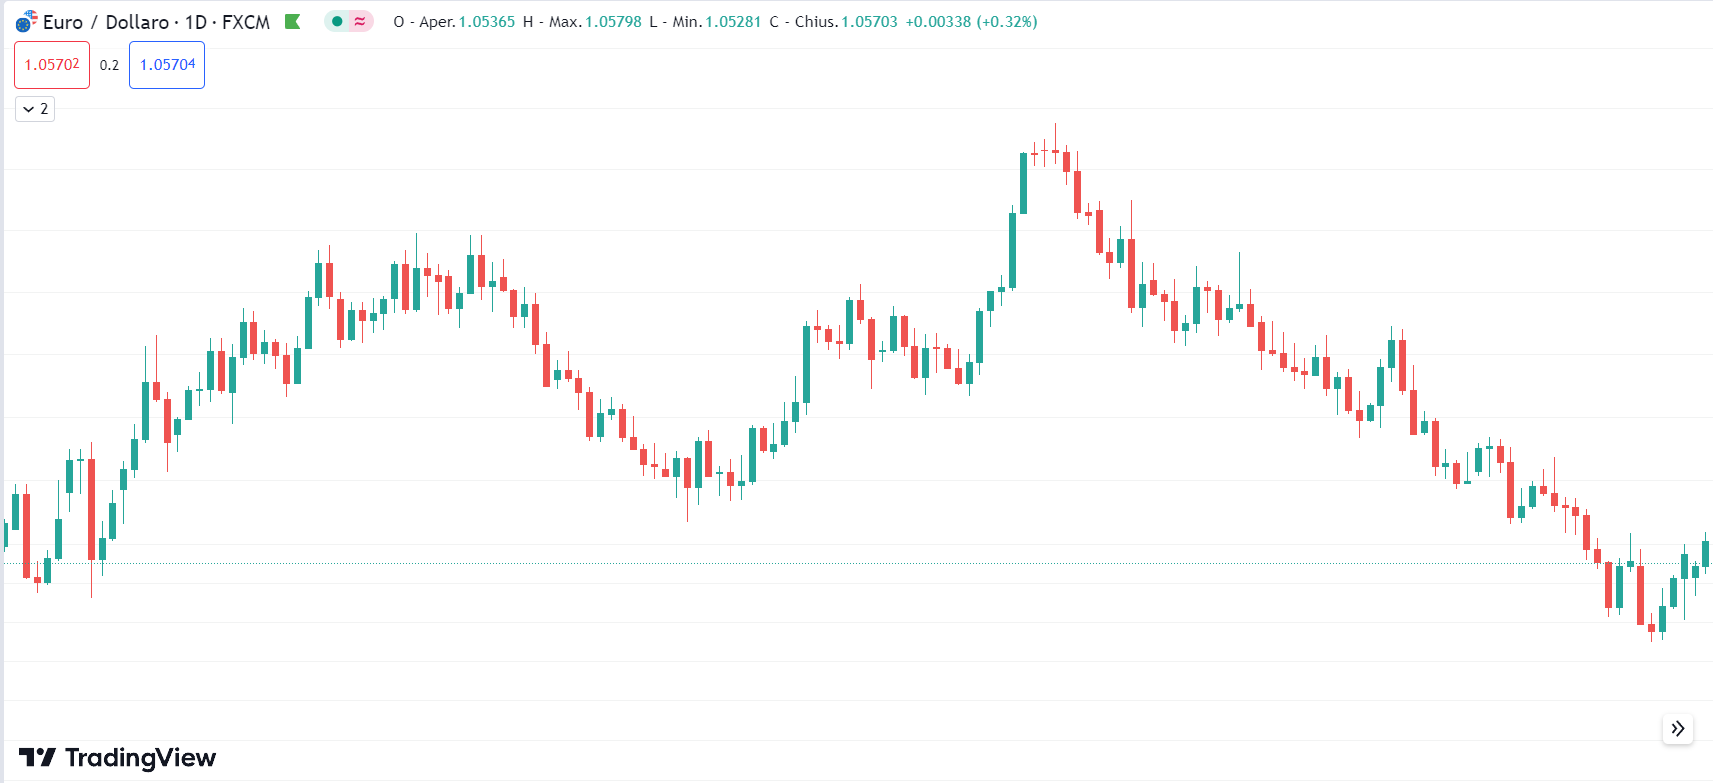 Euro / Dollaro · 1D · FXCM O - Aper.1.05365 H - Max.1.05798 L - Min.1.05281 C - Chius.1.05703 +0.00338 (+0.32%)
1.05702 0.2 1.05704
2
TradingView